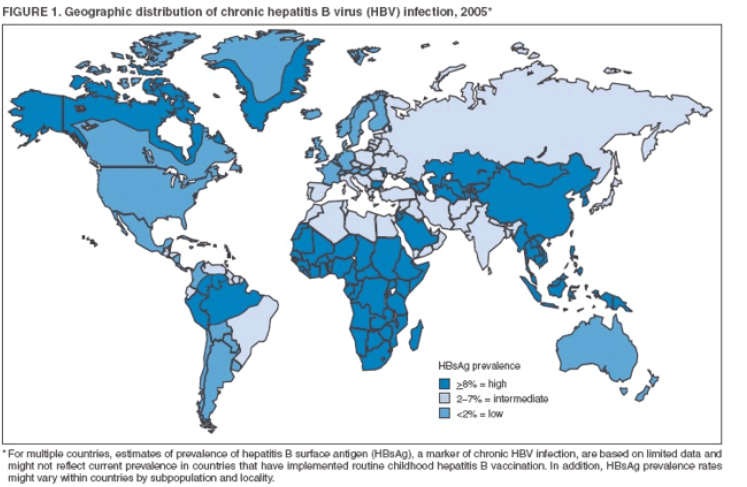 FIGURE 1. Geographic distribution of chronic hepatitis B virus (HBV) infection, 2005*
HBsAg prevalence
≥8% = high
2–7% = intermediate
<2% = low
* For multiple countries, estimates of prevalence of hepatitis B surface antigen (HBsAg), a marker of chronic HBV infection, are based on limited data and
might not reflect current prevalence in countries that have implemented routine childhood hepatitis B vaccination. In addition, HBsAg prevalence rates
might vary within countries by subpopulation and locality.